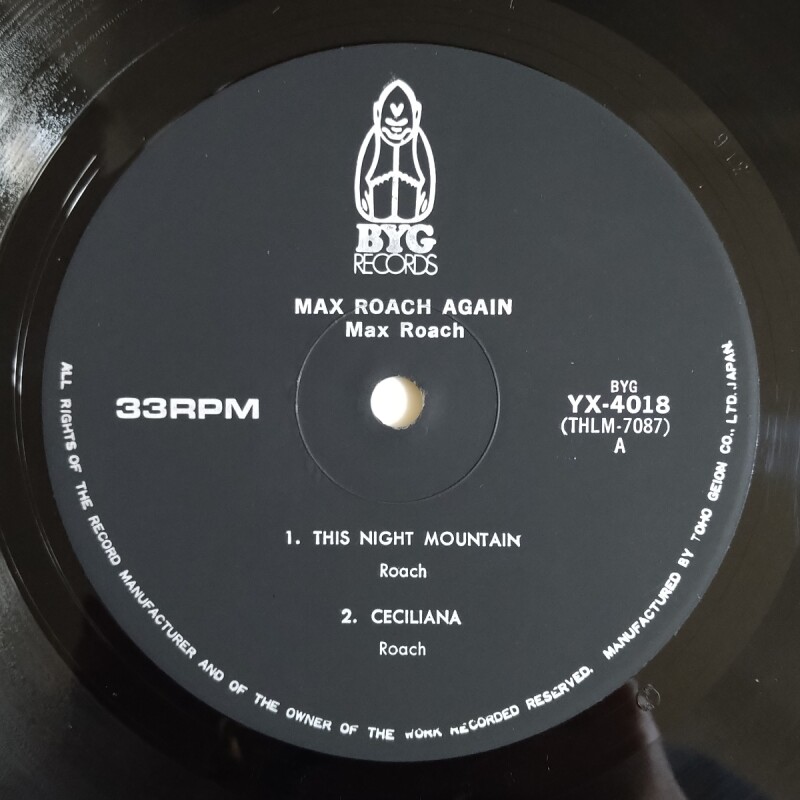 BYG
RECORDS
MAX ROACH AGAIN
Max Roach
33RPM
BYG
YX-4018
(THLM-7087)
A
1. THIS NIGHT MOUNTAIN
Roach
2. CECILIANA
Roach
ALL RIGHTS OF THE RECORD MANUFACTURER AND OF THE OWNER OF THE WORK RECORDED RESERVED. MANUFACTURED BY TOHO GEION CO., LTD. JAPAN.